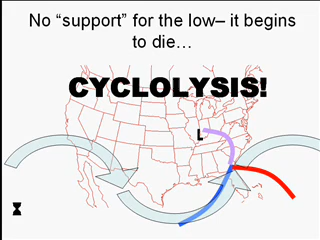 No “support” for the low– it begins
to die…
CYCLOLYSIS!
L